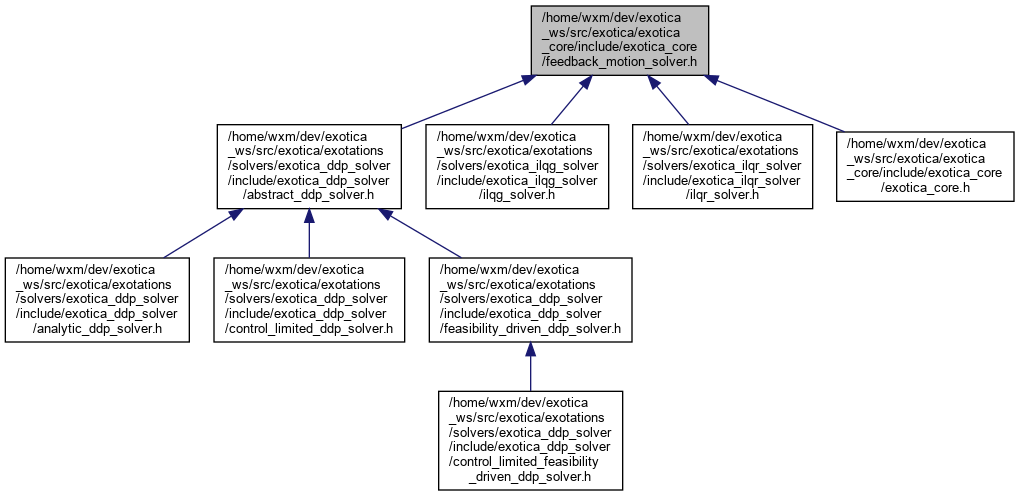 /home/wxm/dev/exotica
_ws/src/exotica/exotica
_core/include/exotica_core
/feedback_motion_solver.h
/home/wxm/dev/exotica
_ws/src/exotica/exotations
/solvers/exotica_ddp_solver
/include/exotica_ddp_solver
/abstract_ddp_solver.h
/home/wxm/dev/exotica
_ws/src/exotica/exotations
/solvers/exotica_ilqg_solver
/include/exotica_ilqg_solver
/ilqg_solver.h
/home/wxm/dev/exotica
_ws/src/exotica/exotations
/solvers/exotica_ilqr_solver
/include/exotica_ilqr_solver
/ilqr_solver.h
/home/wxm/dev/exotica
_ws/src/exotica/exotica
_core/include/exotica_core
/exotica_core.h
/home/wxm/dev/exotica
_ws/src/exotica/exotations
/solvers/exotica_ddp_solver
/include/exotica_ddp_solver
/analytic_ddp_solver.h
/home/wxm/dev/exotica
_ws/src/exotica/exotations
/solvers/exotica_ddp_solver
/include/exotica_ddp_solver
/control_limited_ddp_solver.h
/home/wxm/dev/exotica
_ws/src/exotica/exotations
/solvers/exotica_ddp_solver
/include/exotica_ddp_solver
/feasibility_driven_ddp_solver.h
/home/wxm/dev/exotica
_ws/src/exotica/exotations
/solvers/exotica_ddp_solver
/include/exotica_ddp_solver
/control_limited_feasibility
_driven_ddp_solver.h